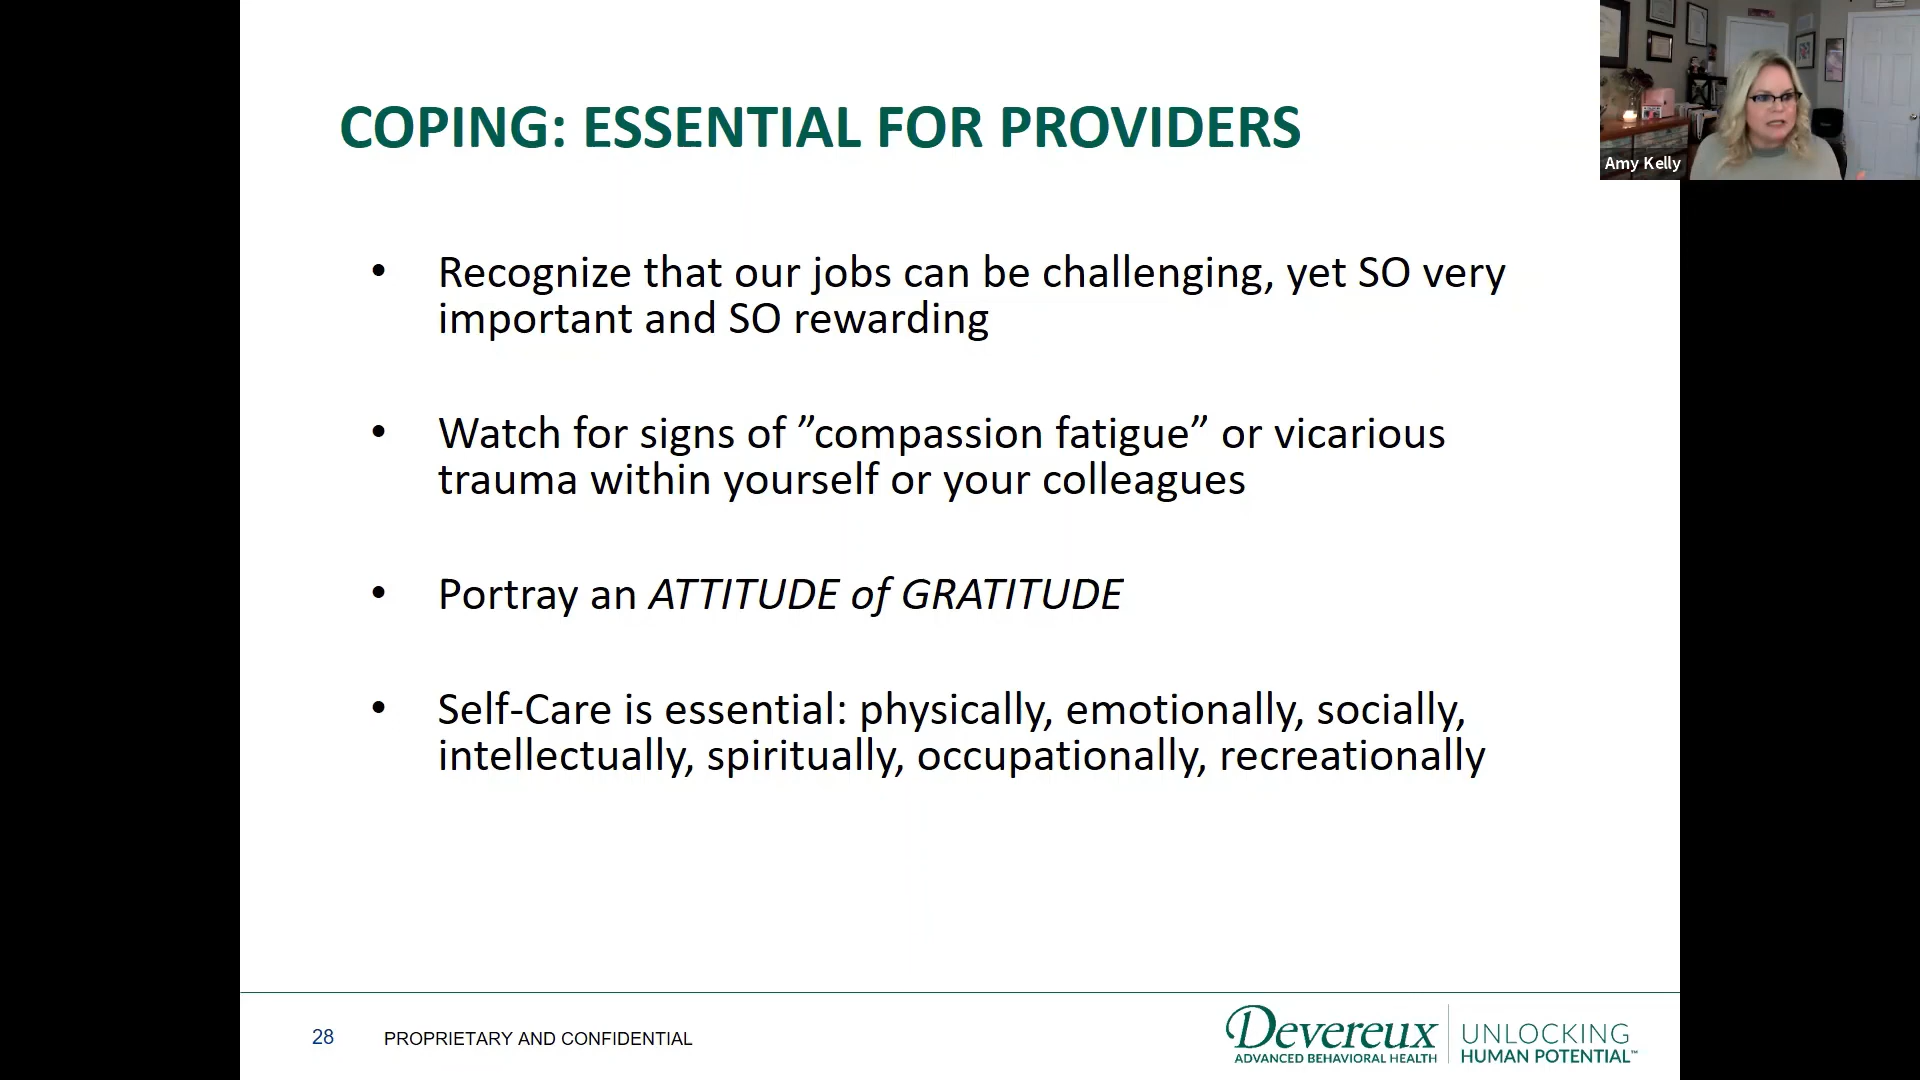 COPING: ESSENTIAL FOR PROVIDERS
Amy Kelly
• Recognize that our jobs can be challenging, yet SO very
important and SO rewarding
• Watch for signs of ”compassion fatigue” or vicarious
trauma within yourself or your colleagues
• Portray an ATTITUDE of GRATITUDE
• Self-Care is essential: physically, emotionally, socially,
intellectually, spiritually, occupationally, recreationally
28 PROPRIETARY AND CONFIDENTIAL
Devereux
ADVANCED BEHAVIORAL HEALTH
UNLOCKING
HUMAN POTENTIAL™